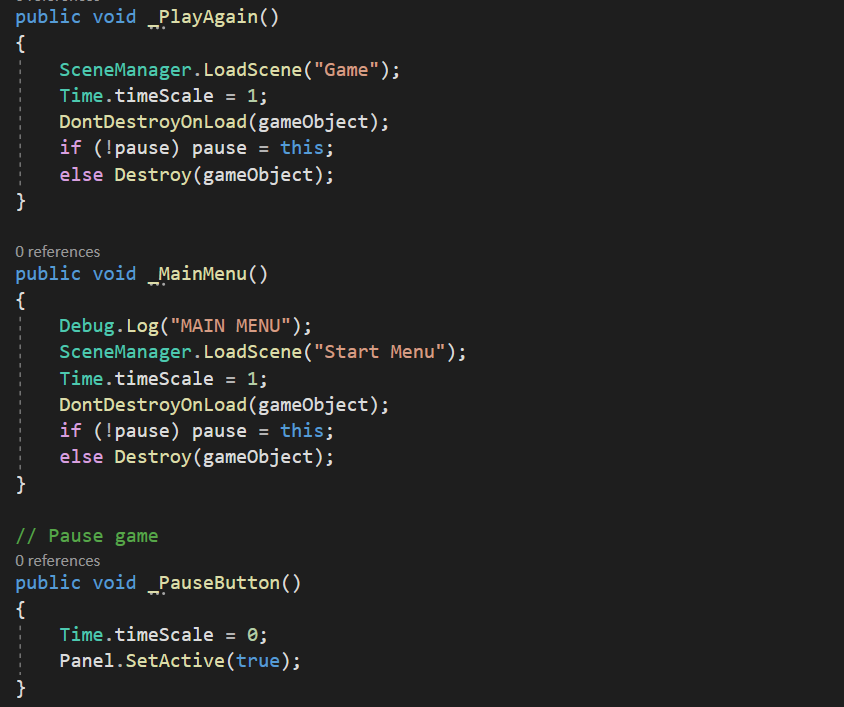 public void _PlayAgain()
{
SceneManager.LoadScene("Game");
Time.timeScale = 1;
DontDestroyOnLoad(gameObject);
if (!pause) pause = this;
else Destroy(gameObject);
}
0 references
public void _MainMenu()
{
Debug.Log("MAIN MENU");
SceneManager.LoadScene("Start Menu");
Time.timeScale = 1;
DontDestroyOnLoad(gameObject);
if (!pause) pause = this;
else Destroy(gameObject);
}
// Pause game
0 references
public void _PauseButton()
{
Time.timeScale = 0;
Panel.SetActive(true);
}